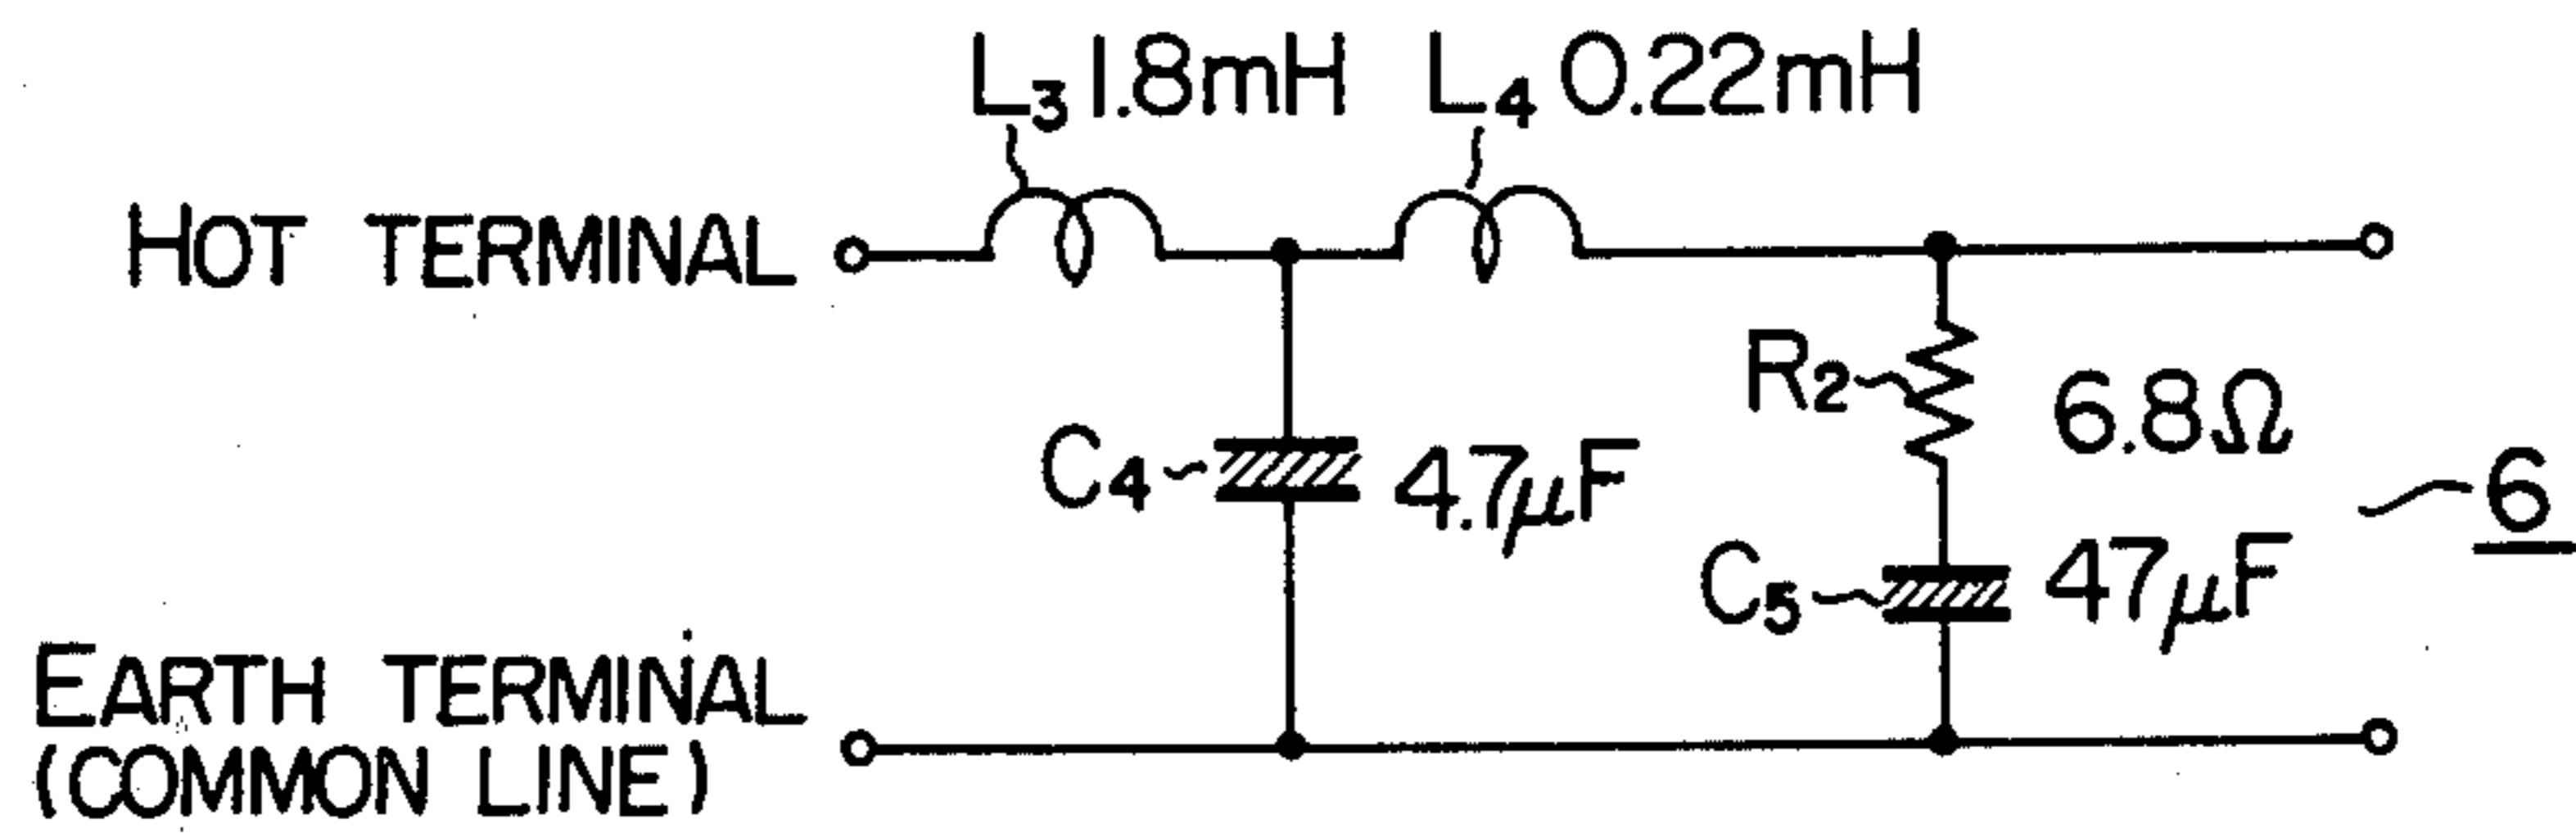 L3 1.8mH L4 0.22mH
HOT TERMINAL
R2 6.8Ω
C4 4.7μF
6
C5 47μF
EARTH TERMINAL
(COMMON LINE)